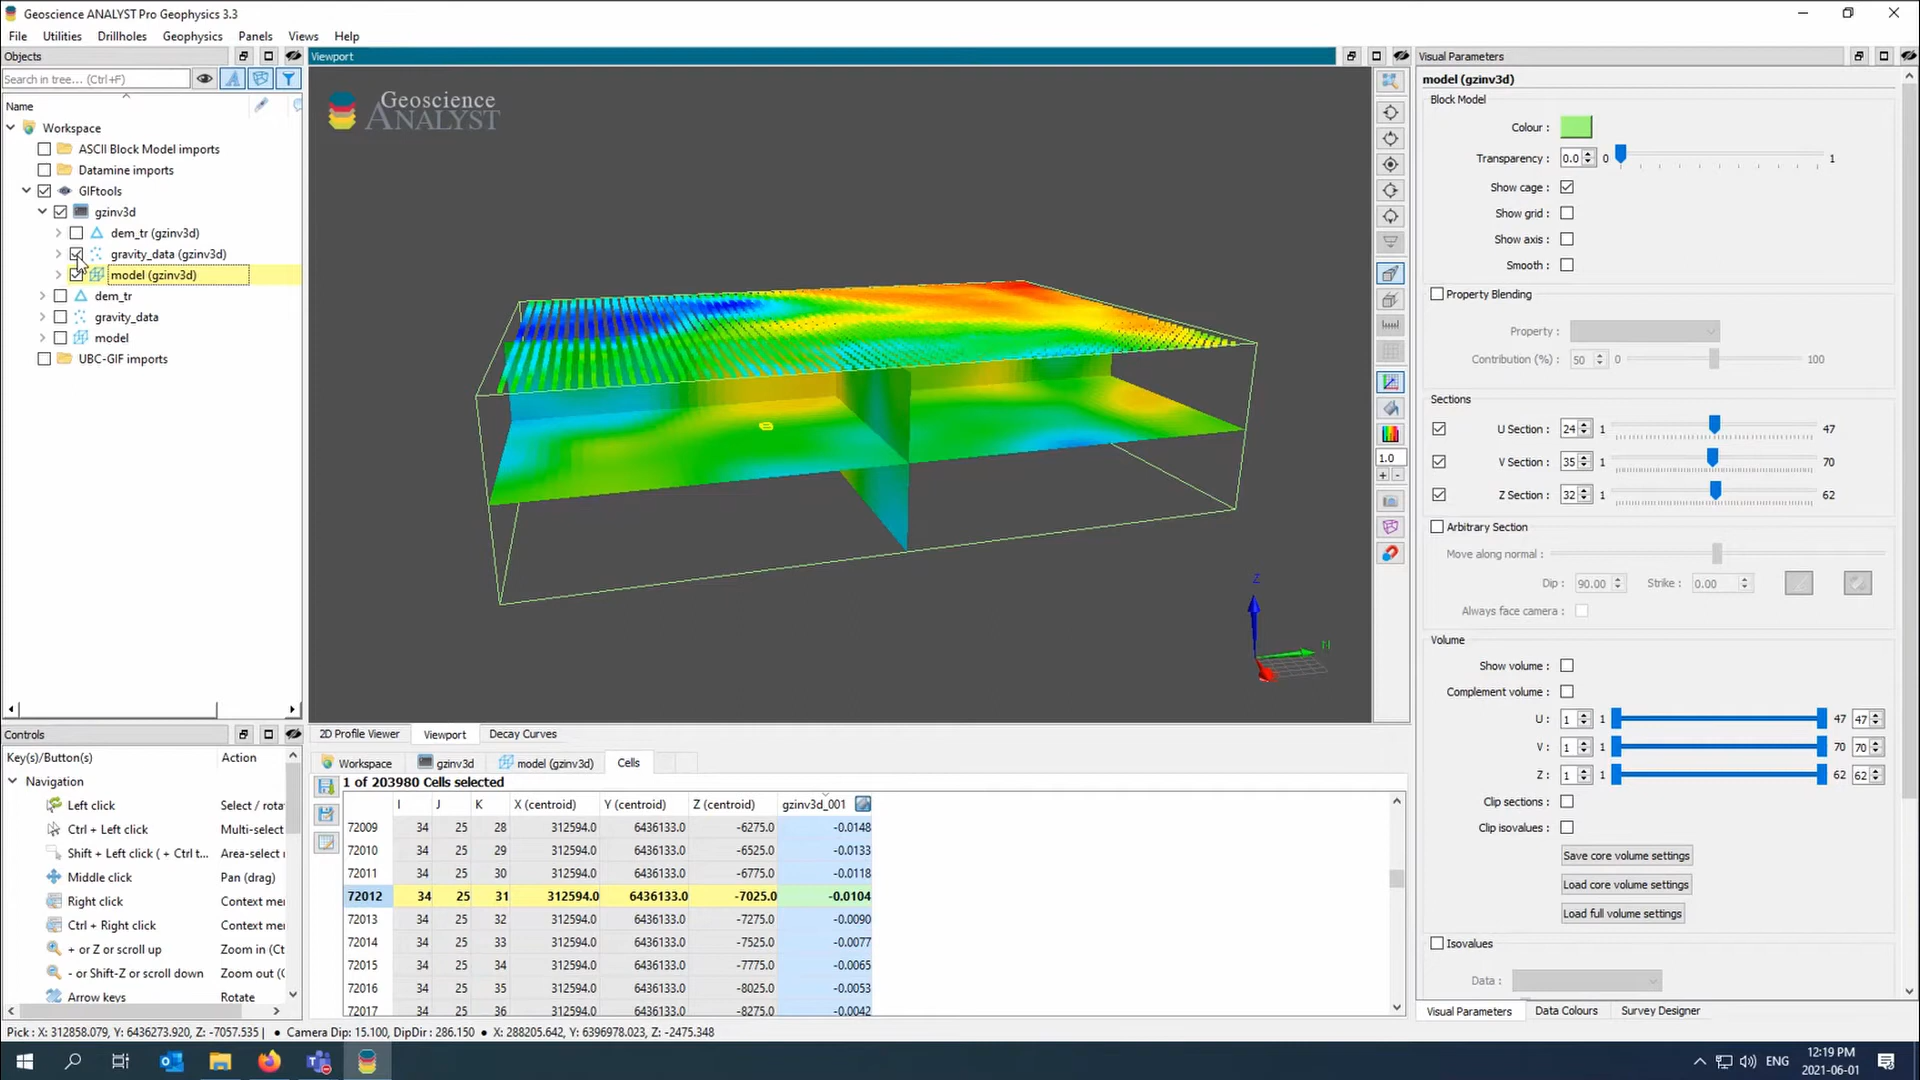 Geoscience ANALYST Pro Geophysics 3.3
File Utilities Drillholes Geophysics Panels Views Help
Objects
Search in tree... (Ctrl+F)
Name
Workspace
ASCII Block Model imports
Datamine imports
GIFtools
gzinv3d
dem_tr (gzinv3d)
gravity_data (gzinv3d)
model (gzinv3d)
dem_tr
gravity_data
model
UBC-GIF imports
Controls
Key(s)/Button(s) Action
Navigation
Left click Select / rota
Ctrl + Left click Multi-select
Shift + Left click ( + Ctrl t... Area-select
Middle click Pan (drag)
Right click Context me
Ctrl + Right click Context me
+ or Z or scroll up Zoom in (Ct
- or Shift-Z or scroll down Zoom out (C
Arrow keys Rotate
Viewport
Geoscience
ANALYST
Z
N
1.0
+ -
2D Profile Viewer Viewport Decay Curves
Workspace gzinv3d model (gzinv3d) Cells
1 of 203980 Cells selected
I J K X (centroid) Y (centroid) Z (centroid) gzinv3d_001
72009 34 25 28 312594.0 6436133.0 -6275.0 -0.0148
72010 34 25 29 312594.0 6436133.0 -6525.0 -0.0133
72011 34 25 30 312594.0 6436133.0 -6775.0 -0.0118
72012 34 25 31 312594.0 6436133.0 -7025.0 -0.0104
72013 34 25 32 312594.0 6436133.0 -7275.0 -0.0090
72014 34 25 33 312594.0 6436133.0 -7525.0 -0.0077
72015 34 25 34 312594.0 6436133.0 -7775.0 -0.0065
72016 34 25 35 312594.0 6436133.0 -8025.0 -0.0053
72017 34 25 36 312594.0 6436133.0 -8275.0 -0.0042
Visual Parameters
model (gzinv3d)
Block Model
Colour :
Transparency : 0.0 0 1
Show cage :
Show grid :
Show axis :
Smooth :
Property Blending
Property :
Contribution (%) : 50 0 100
Sections
U Section : 24 1 47
V Section : 35 1 70
Z Section : 32 1 62
Arbitrary Section
Move along normal :
Dip : 90.00 Strike : 0.00
Always face camera :
Volume
Show volume :
Complement volume :
U : 1 1 47 47
V : 1 1 70 70
Z : 1 1 62 62
Clip sections :
Clip isovalues :
Save core volume settings
Load core volume settings
Load full volume settings
Isovalues
Data :
Visual Parameters Data Colours Survey Designer
Pick : X: 312858.079, Y: 6436273.920, Z: -7057.535 | • Camera Dip: 15.100, DipDir : 286.150 • X: 288205.642, Y: 6396978.023, Z: -2475.348
ENG
12:19 PM
2021-06-01